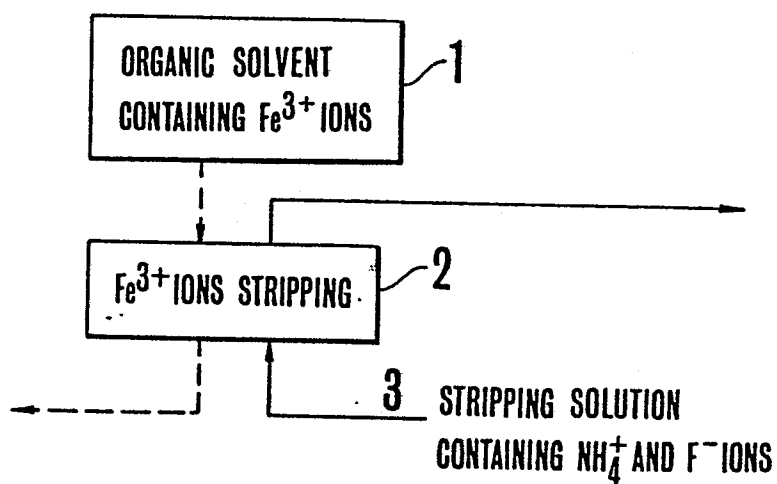 ORGANIC SOLVENT
CONTAINING Fe³⁺ IONS
1
Fe³⁺ IONS STRIPPING
2
3
STRIPPING SOLUTION
CONTAINING NH₄⁺ AND F⁻ IONS